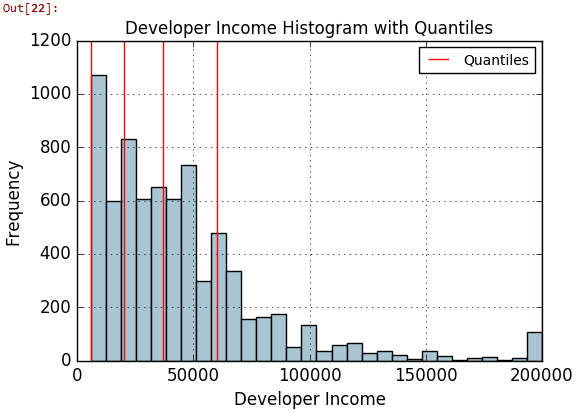 Out[22]:
Developer Income Histogram with Quantiles
1200
1000
800
600
400
200
0
Frequency
Quantiles
0 50000 100000 150000 200000
Developer Income